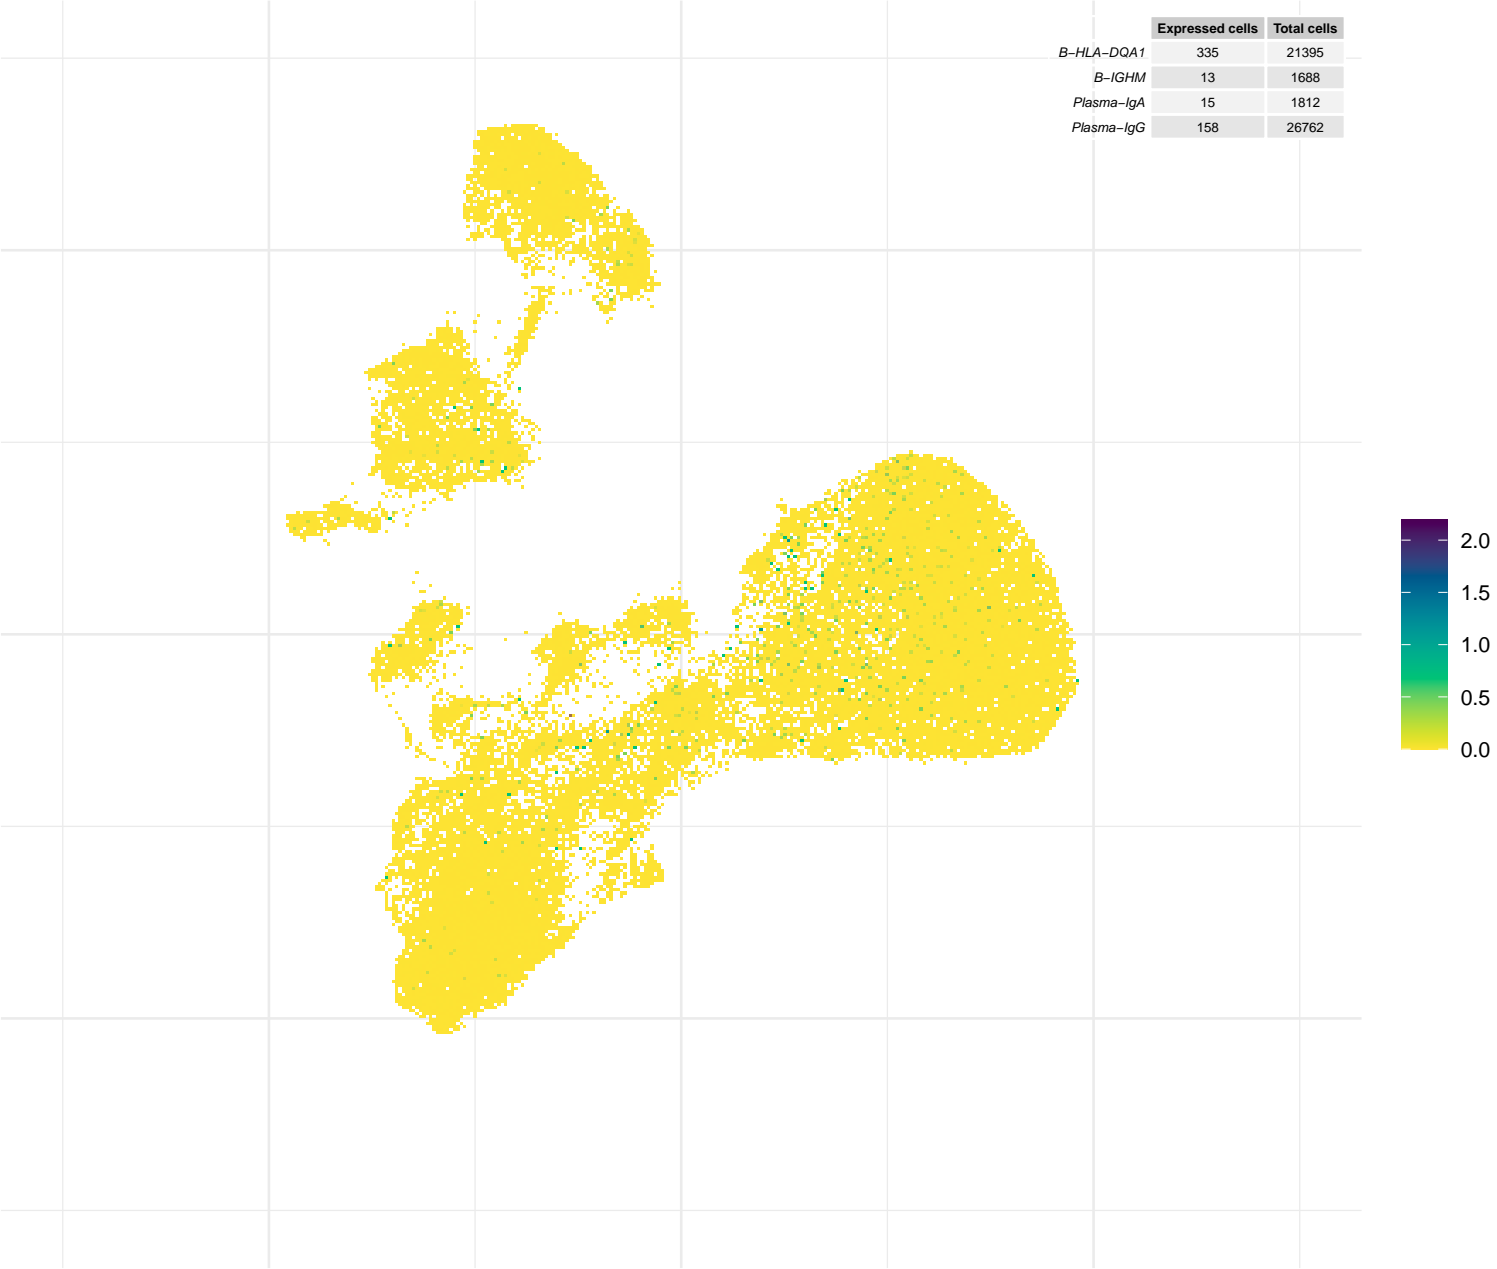 Expressed cells Total cells
B−HLA−DQA1 335 21395
B−IGHM 13 1688
Plasma−IgA 15 1812
Plasma−IgG 158 26762
2.0
1.5
1.0
0.5
0.0